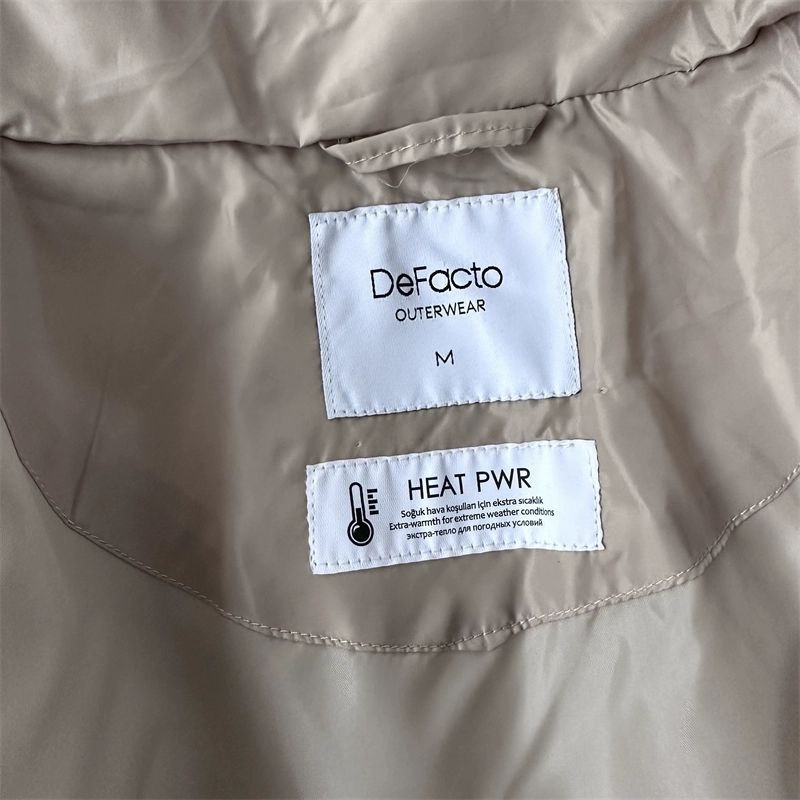 DeFacto
OUTERWEAR
M
HEAT PWR
Soğuk hava koşulları için ekstra sıcaklık
Extra-warmth for extreme weather conditions
экстра-тепло для погодных условий